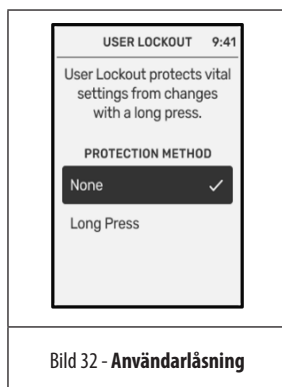 USER LOCKOUT 9:41
User Lockout protects vital
settings from changes
with a long press.
PROTECTION METHOD
None
Long Press
Bild 32 - Användarlåsning